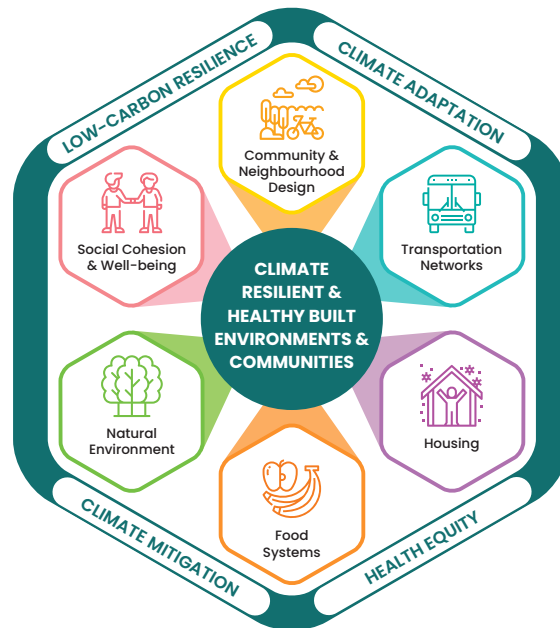 LOW-CARBON RESILIENCE
CLIMATE ADAPTATION
Community &
Neighbourhood
Design
Social Cohesion
& Well-being
Transportation
Networks
CLIMATE
RESILIENT &
HEALTHY BUILT
ENVIRONMENTS &
COMMUNITIES
Natural
Environment
Housing
Food
Systems
CLIMATE MITIGATION
HEALTH EQUITY